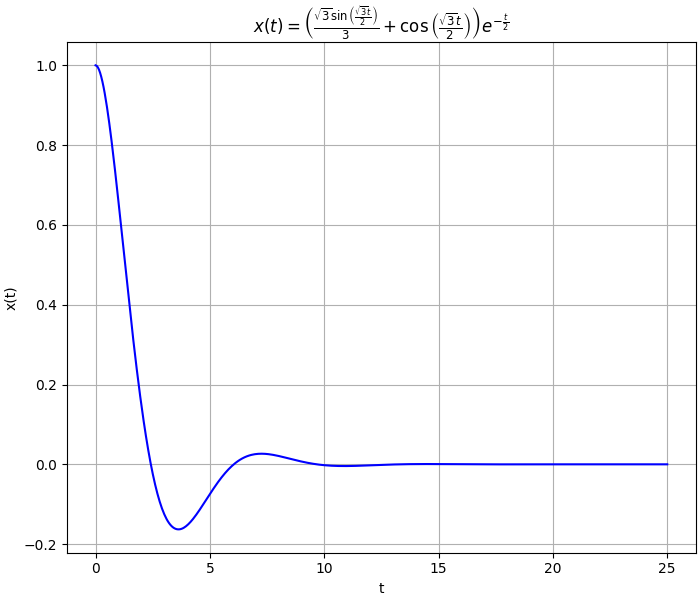 x(t) = (√3 sin(√3t/2)/3 + cos(√3t/2))e^(−t/2)
1.0
0.8
0.6
0.4
0.2
0.0
−0.2
x(t)
0 5 10 15 20 25
t